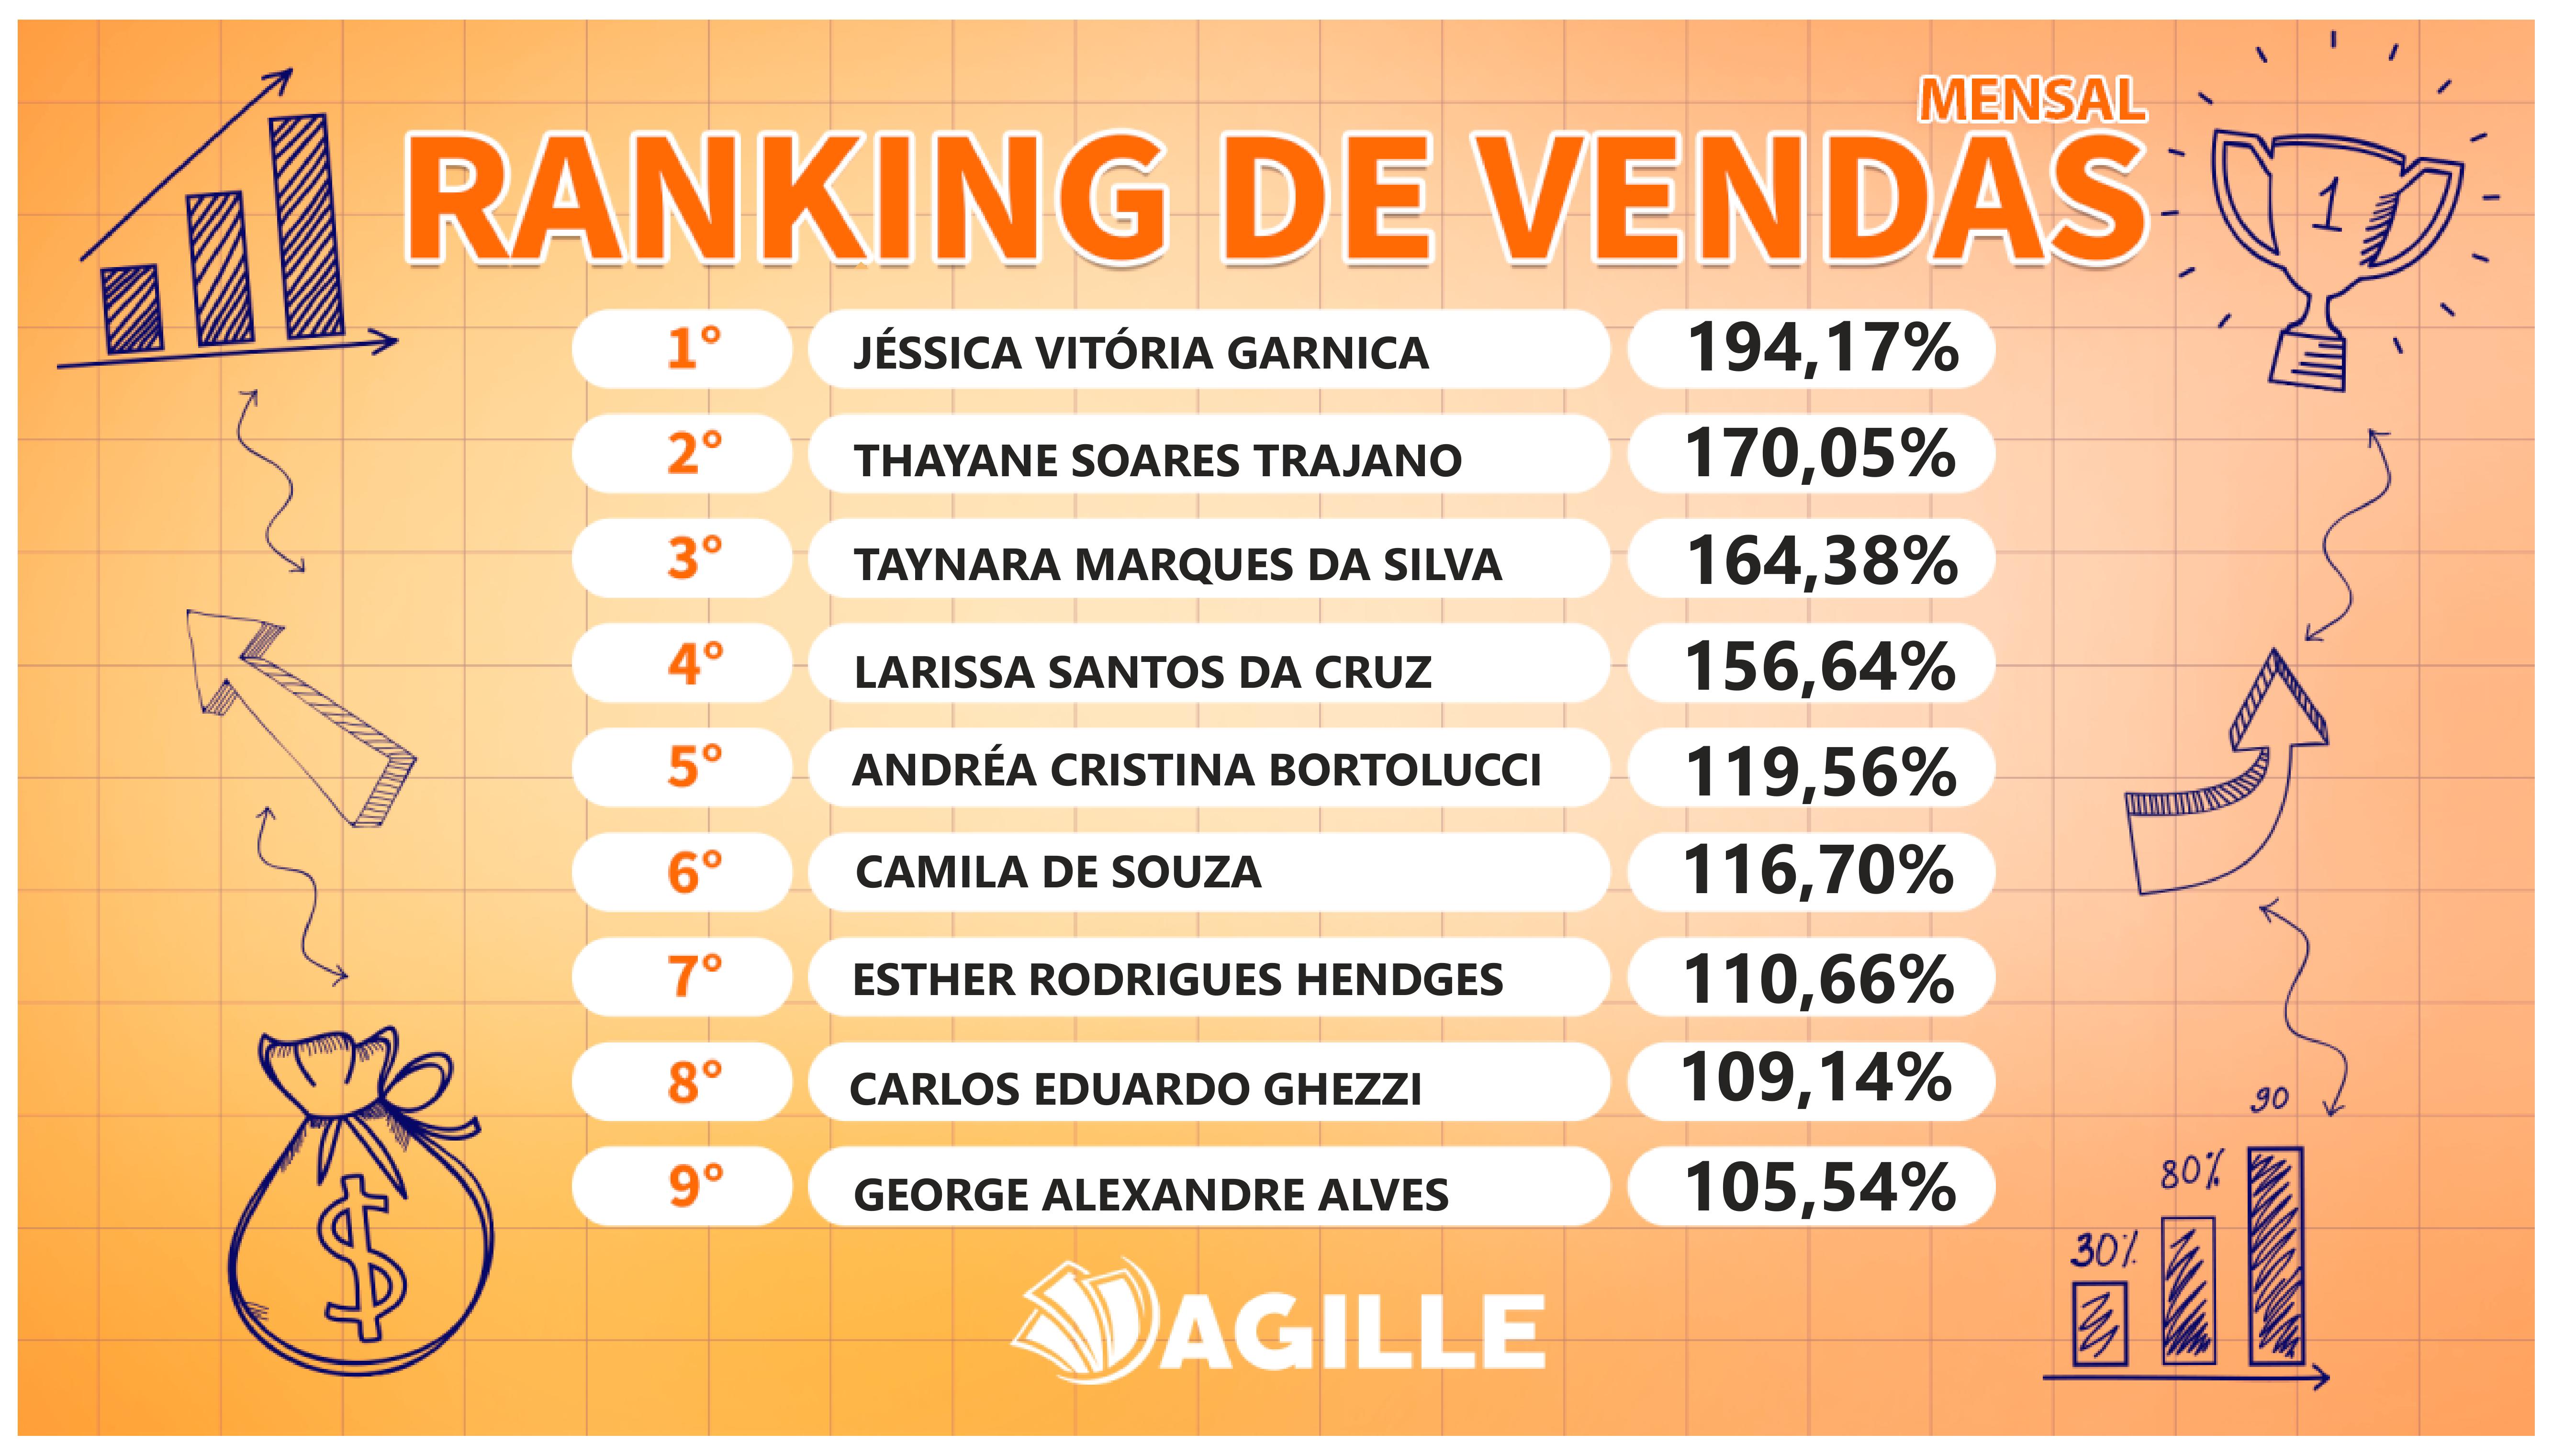 MENSAL
RANKING DE VENDAS
1
1° JÉSSICA VITÓRIA GARNICA 194,17%
2° THAYANE SOARES TRAJANO 170,05%
3° TAYNARA MARQUES DA SILVA 164,38%
4° LARISSA SANTOS DA CRUZ 156,64%
5° ANDRÉA CRISTINA BORTOLUCCI 119,56%
6° CAMILA DE SOUZA 116,70%
7° ESTHER RODRIGUES HENDGES 110,66%
8° CARLOS EDUARDO GHEZZI 109,14%
9° GEORGE ALEXANDRE ALVES 105,54%
90
80%
30%
$
AGILLE